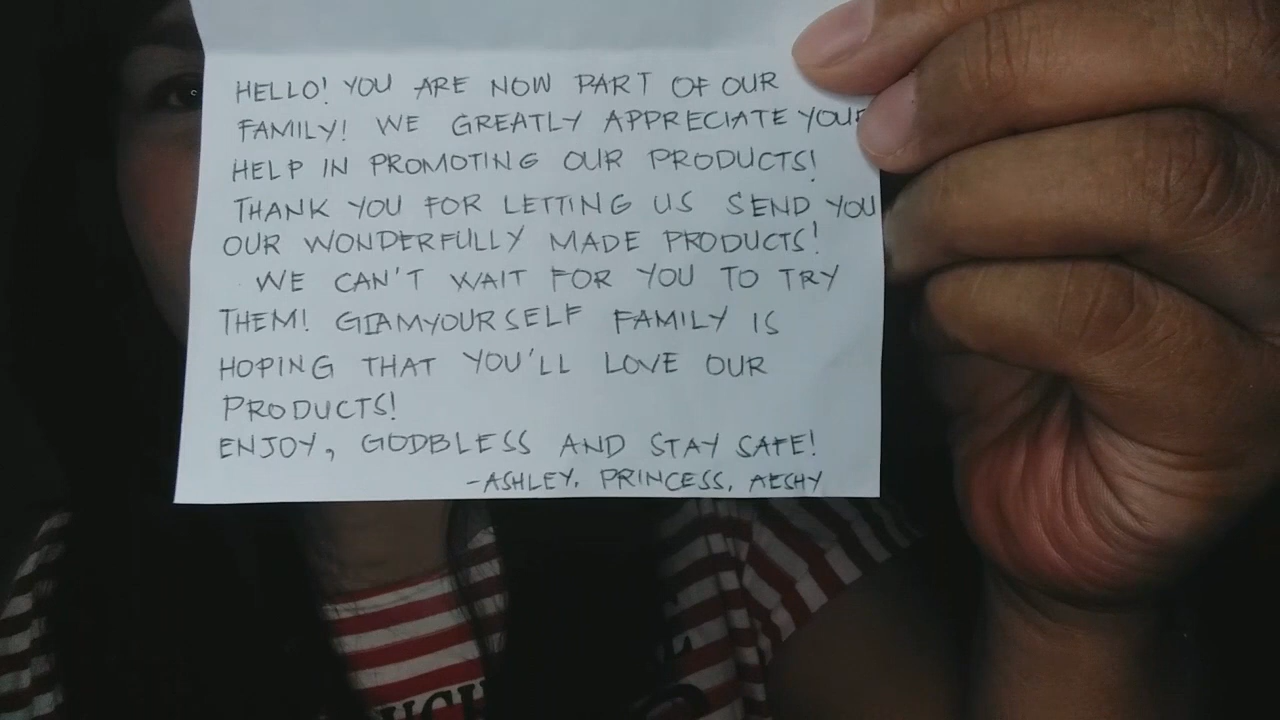 HELLO! YOU ARE NOW PART OF OUR
FAMILY! WE GREATLY APPRECIATE YOUR
HELP IN PROMOTING OUR PRODUCTS!
THANK YOU FOR LETTING US SEND YOU
OUR WONDERFULLY MADE PRODUCTS!
WE CAN'T WAIT FOR YOU TO TRY
THEM! GLAMYOURSELF FAMILY IS
HOPING THAT YOU'LL LOVE OUR
PRODUCTS!
ENJOY, GODBLESS AND STAY SAFE!
-ASHLEY, PRINCESS, AESHY